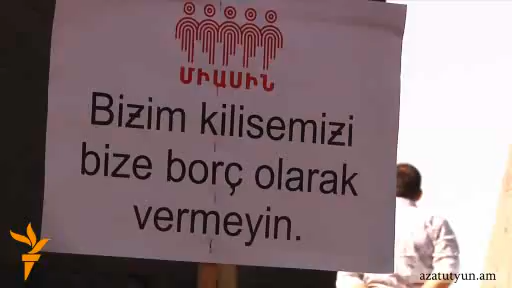 ՄԻԱՍԻՆ
Bizim kilisemizi
bize borç olarak
vermeyin.
azatutyun.am